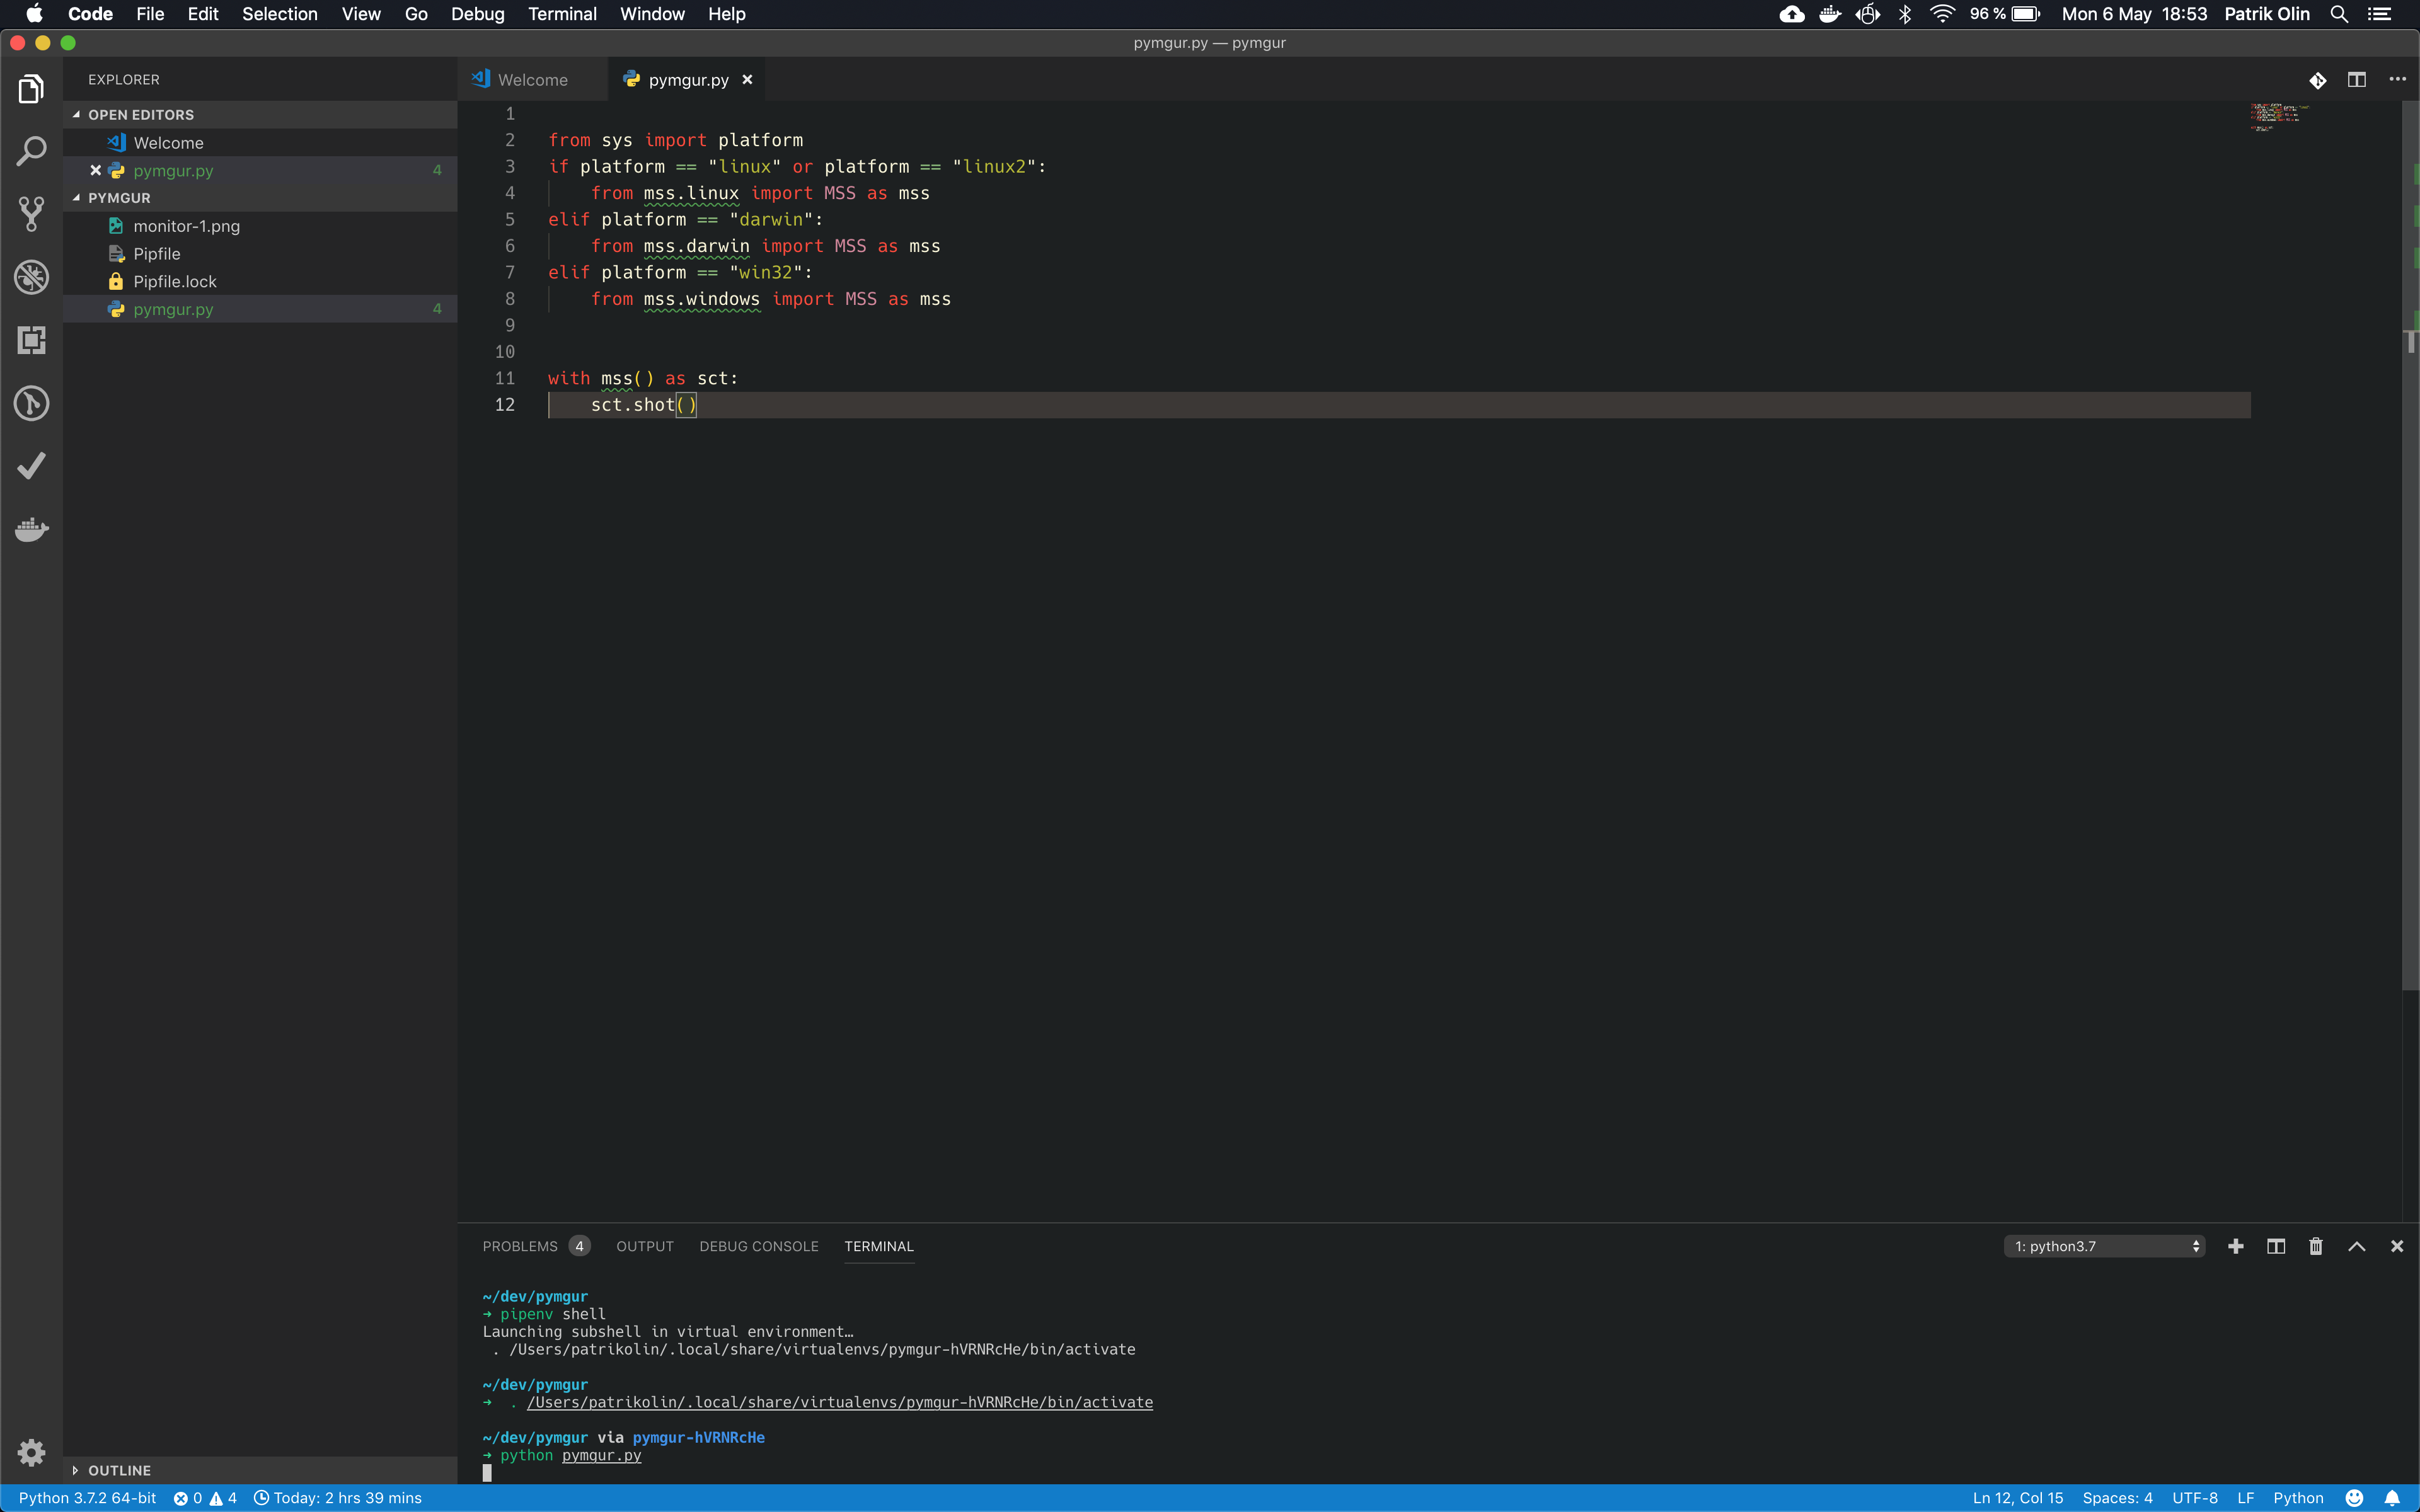 Code File Edit Selection View Go Debug Terminal Window Help 96 % Mon 6 May 18:53 Patrik Olin
pymgur.py — pymgur
EXPLORER
OPEN EDITORS
Welcome
pymgur.py 4
PYMGUR
monitor-1.png
Pipfile
Pipfile.lock
pymgur.py 4
OUTLINE
Welcome pymgur.py
1
2 from sys import platform
3 if platform == "linux" or platform == "linux2":
4     from mss.linux import MSS as mss
5 elif platform == "darwin":
6     from mss.darwin import MSS as mss
7 elif platform == "win32":
8     from mss.windows import MSS as mss
9
10
11 with mss() as sct:
12     sct.shot()
PROBLEMS 4 OUTPUT DEBUG CONSOLE TERMINAL 1: python3.7
~/dev/pymgur
➜ pipenv shell
Launching subshell in virtual environment…
 . /Users/patrikolin/.local/share/virtualenvs/pymgur-hVRNRcHe/bin/activate
~/dev/pymgur
➜  . /Users/patrikolin/.local/share/virtualenvs/pymgur-hVRNRcHe/bin/activate
~/dev/pymgur via pymgur-hVRNRcHe
➜ python pymgur.py
Python 3.7.2 64-bit 0 4 Today: 2 hrs 39 mins Ln 12, Col 15 Spaces: 4 UTF-8 LF Python